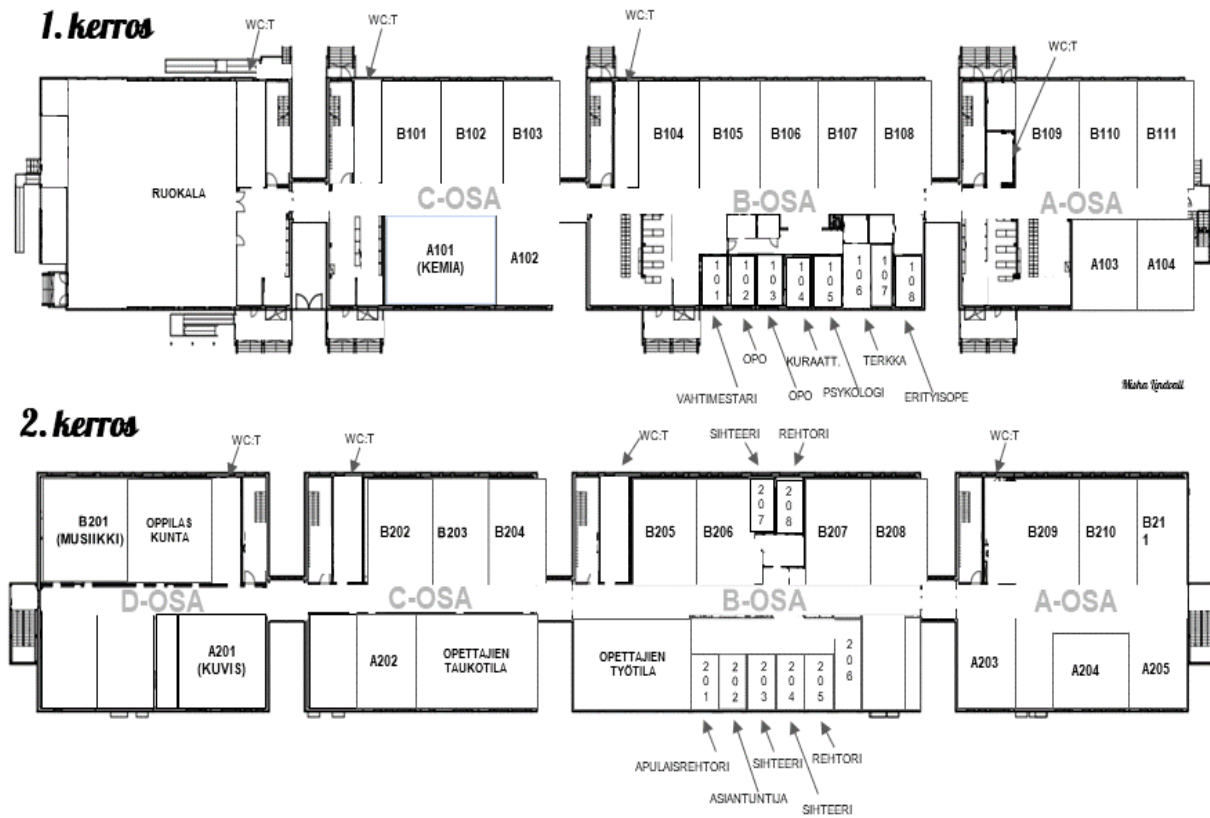 1. kerros
WC:T
WC:T
WC:T
WC:T
B101
B102
B103
B104
B105
B106
B107
B108
B109
B110
B111
RUOKALA
C-OSA
B-OSA
A-OSA
A101
(KEMIA)
A102
101
102
103
104
105
106
107
108
A103
A104
OPO
KURAATT.
TERKKA
VAHTIMESTARI
OPO
PSYKOLOGI
ERITYISOPE
Misha Lindvall
2. kerros
WC:T
WC:T
WC:T
SIHTEERI
REHTORI
WC:T
B201
(MUSIIKKI)
OPPILAS
KUNTA
B202
B203
B204
B205
B206
207
208
B207
B208
B209
B210
B21
1
D-OSA
C-OSA
B-OSA
A-OSA
A201
(KUVIS)
A202
OPETTAJIEN
TAUKOTILA
OPETTAJIEN
TYÖTILA
201
202
203
204
205
206
A203
A204
A205
APULAISREHTORI
SIHTEERI
REHTORI
ASIANTUNTIJA
SIHTEERI